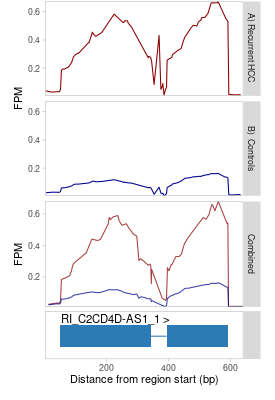 0.6
0.4
0.2
A) Recurrent HCC
FPM
0.6
0.4
0.2
B) Controls
0.6
0.4
0.2
FPM
Combined
RI_C2CD4D-AS1_1 >
200 400 600
Distance from region start (bp)